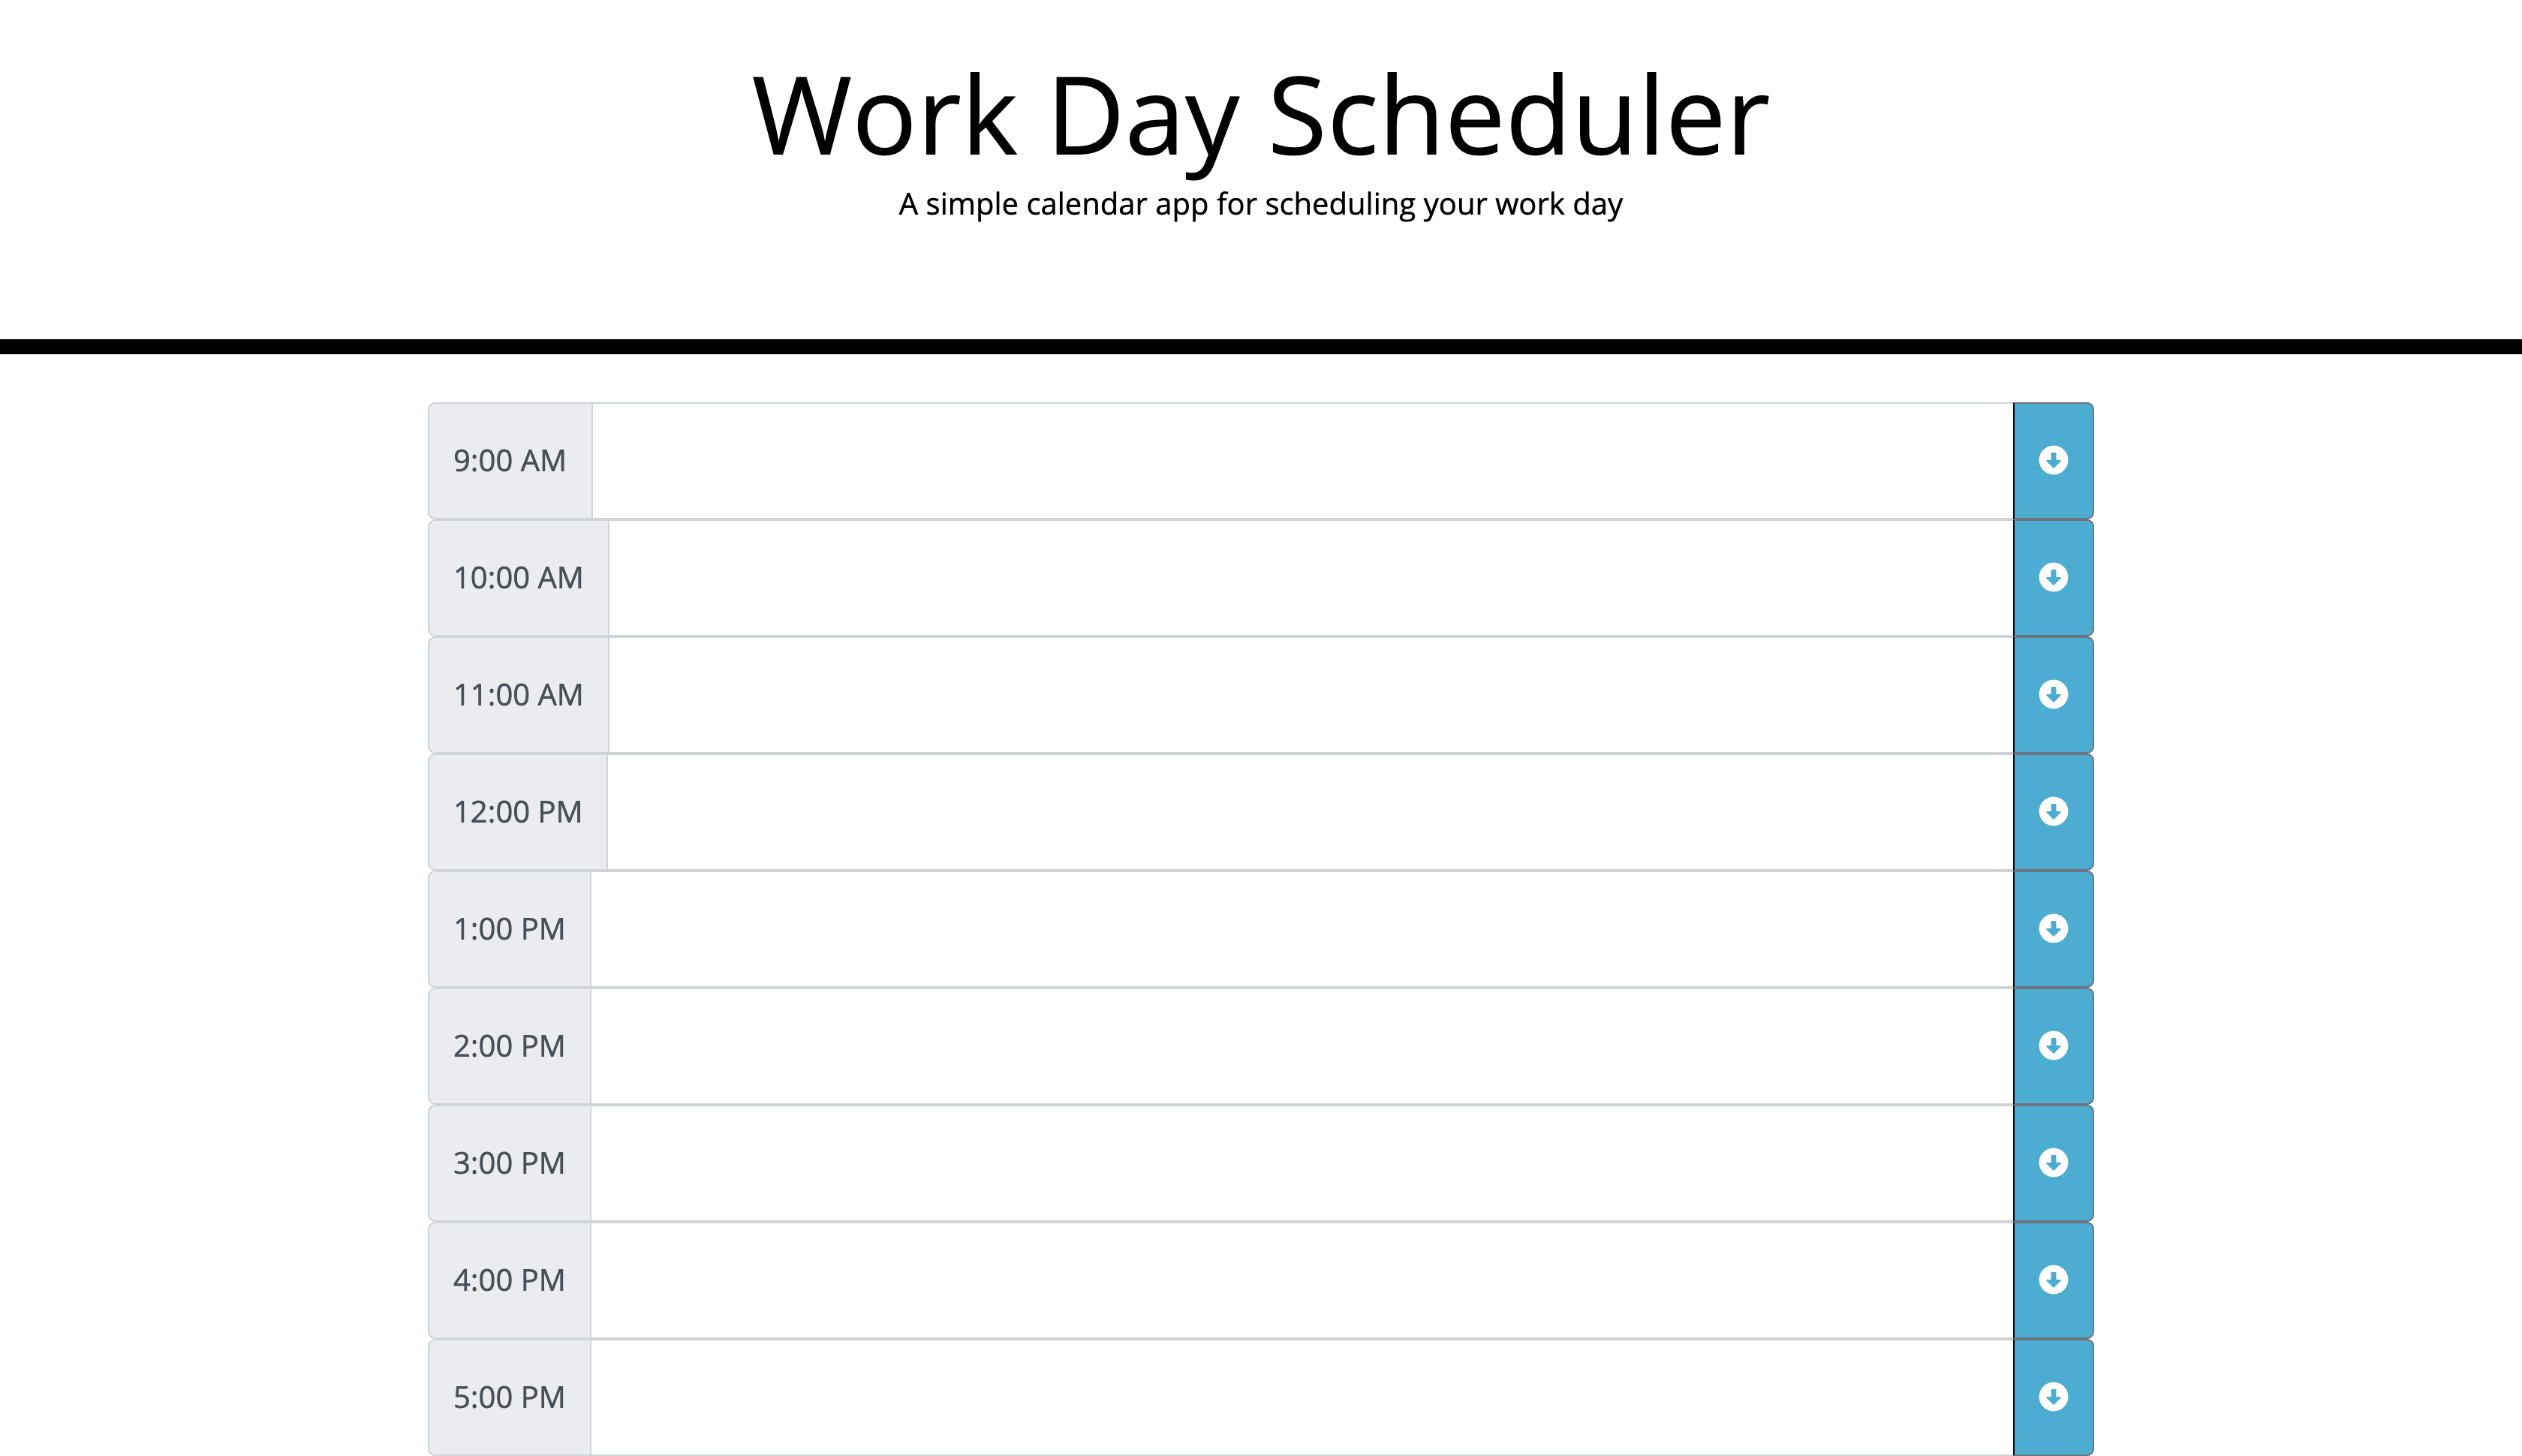 Work Day Scheduler
A simple calendar app for scheduling your work day
9:00 AM
10:00 AM
11:00 AM
12:00 PM
1:00 PM
2:00 PM
3:00 PM
4:00 PM
5:00 PM